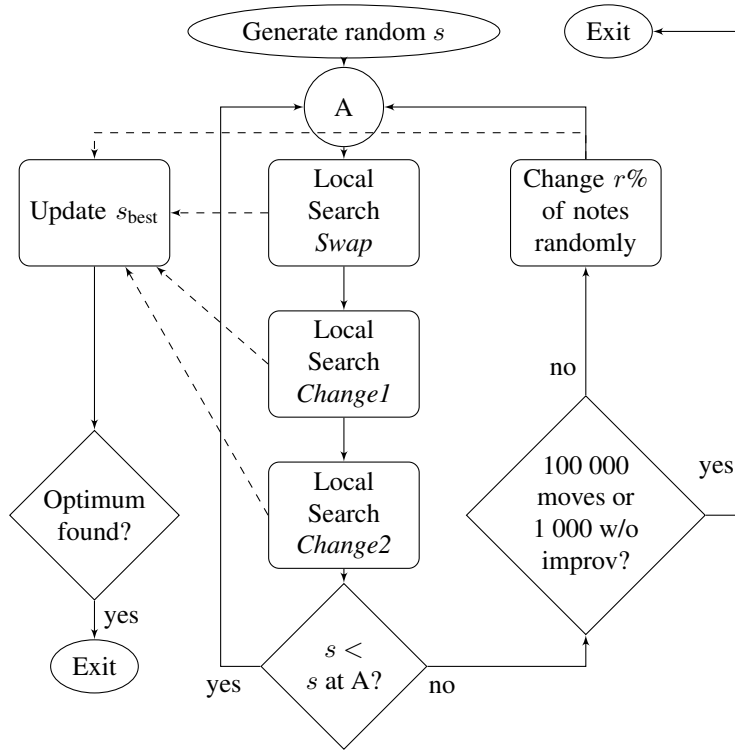 Generate random s
Exit
A
Update s_best
Local
Search
Swap
Change r%
of notes
randomly
Local
Search
Change1
no
Optimum
found?
Local
Search
Change2
100 000
moves or
1 000 w/o
improv?
yes
yes
Exit
s <
s at A?
yes
no